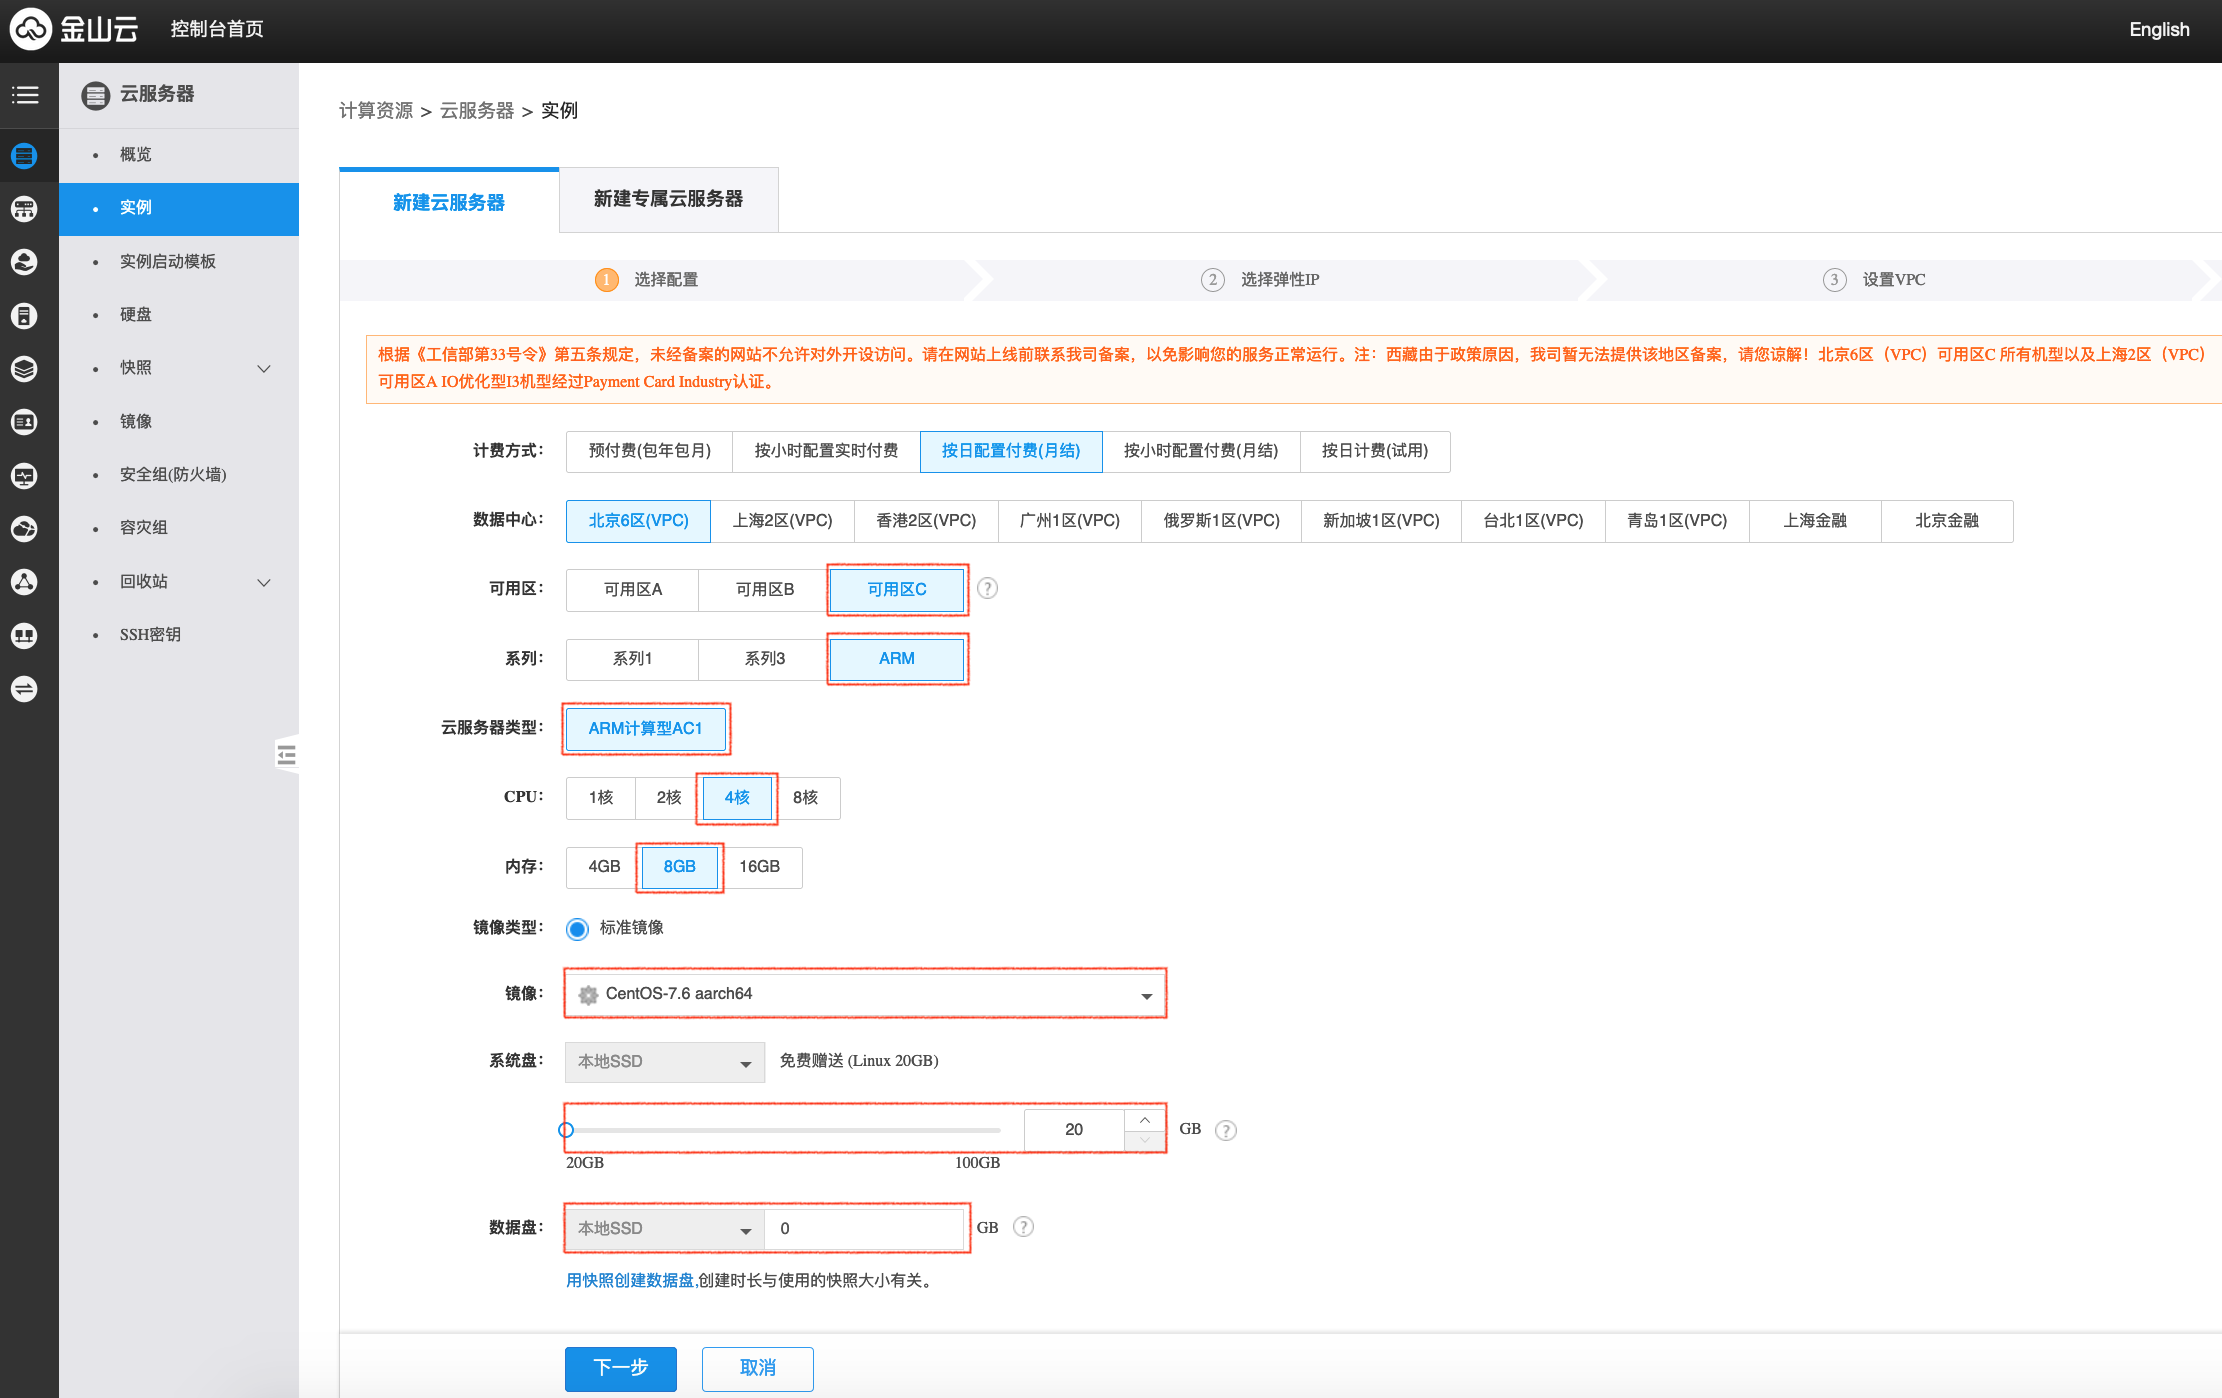 金山云 控制台首页 English
云服务器
概览
实例
实例启动模板
硬盘
快照
镜像
安全组(防火墙)
容灾组
回收站
SSH密钥
计算资源 > 云服务器 > 实例
新建云服务器 新建专属云服务器
1 选择配置 2 选择弹性IP 3 设置VPC
根据《工信部第33号令》第五条规定，未经备案的网站不允许对外开设访问。请在网站上线前联系我司备案，以免影响您的服务正常运行。注：西藏由于政策原因，我司暂无法提供该地区备案，请您谅解！北京6区（VPC）可用区C 所有机型以及上海2区（VPC）
可用区A IO优化型I3机型经过Payment Card Industry认证。
计费方式： 预付费(包年包月) 按小时配置实时付费 按日配置付费(月结) 按小时配置付费(月结) 按日计费(试用)
数据中心： 北京6区(VPC) 上海2区(VPC) 香港2区(VPC) 广州1区(VPC) 俄罗斯1区(VPC) 新加坡1区(VPC) 台北1区(VPC) 青岛1区(VPC) 上海金融 北京金融
可用区： 可用区A 可用区B 可用区C ?
系列： 系列1 系列3 ARM
云服务器类型： ARM计算型AC1
CPU： 1核 2核 4核 8核
内存： 4GB 8GB 16GB
镜像类型： 标准镜像
镜像： CentOS-7.6 aarch64
系统盘： 本地SSD 免费赠送 (Linux 20GB)
20 GB ?
20GB 100GB
数据盘： 本地SSD 0 GB ?
用快照创建数据盘,创建时长与使用的快照大小有关。
下一步 取消